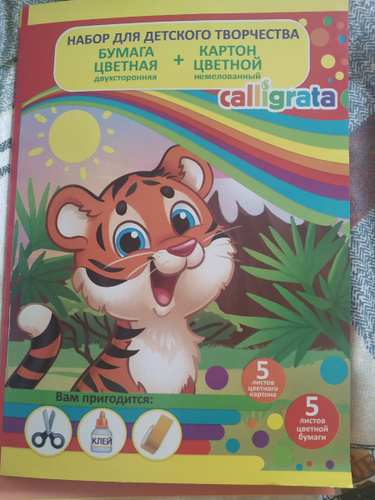 НАБОР ДЛЯ ДЕТСКОГО ТВОРЧЕСТВА
БУМАГА
ЦВЕТНАЯ
двухсторонняя
+
КАРТОН
ЦВЕТНОЙ
немелованный
calligrata
5
листов
цветного
картона
5
листов
цветной
бумаги
Вам пригодится:
КЛЕЙ